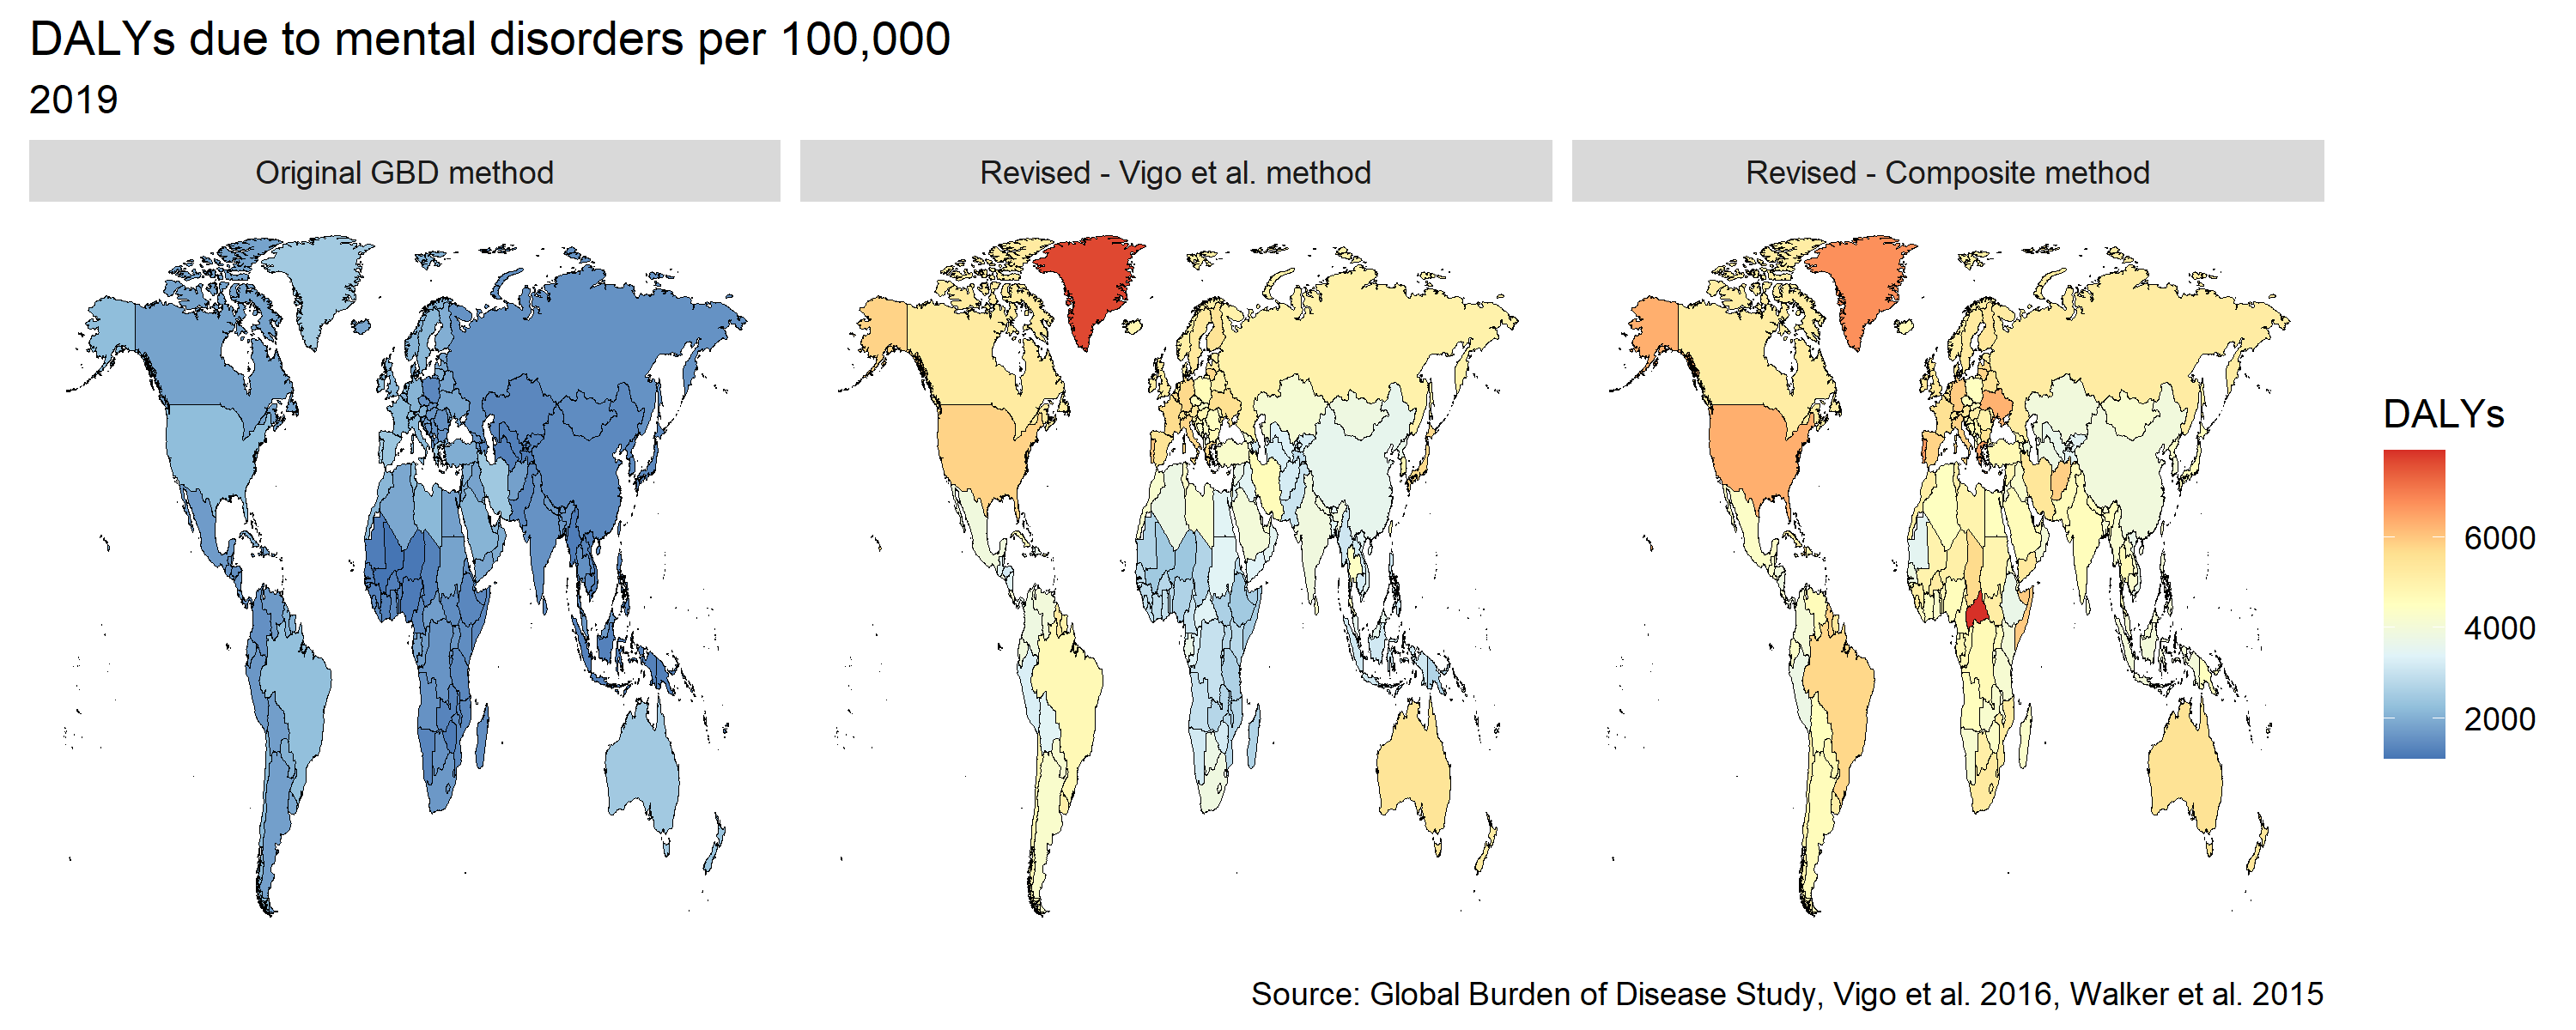 DALYs due to mental disorders per 100,000
2019
Original GBD method
Revised - Vigo et al. method
Revised - Composite method
DALYs
6000
4000
2000
Source: Global Burden of Disease Study, Vigo et al. 2016, Walker et al. 2015